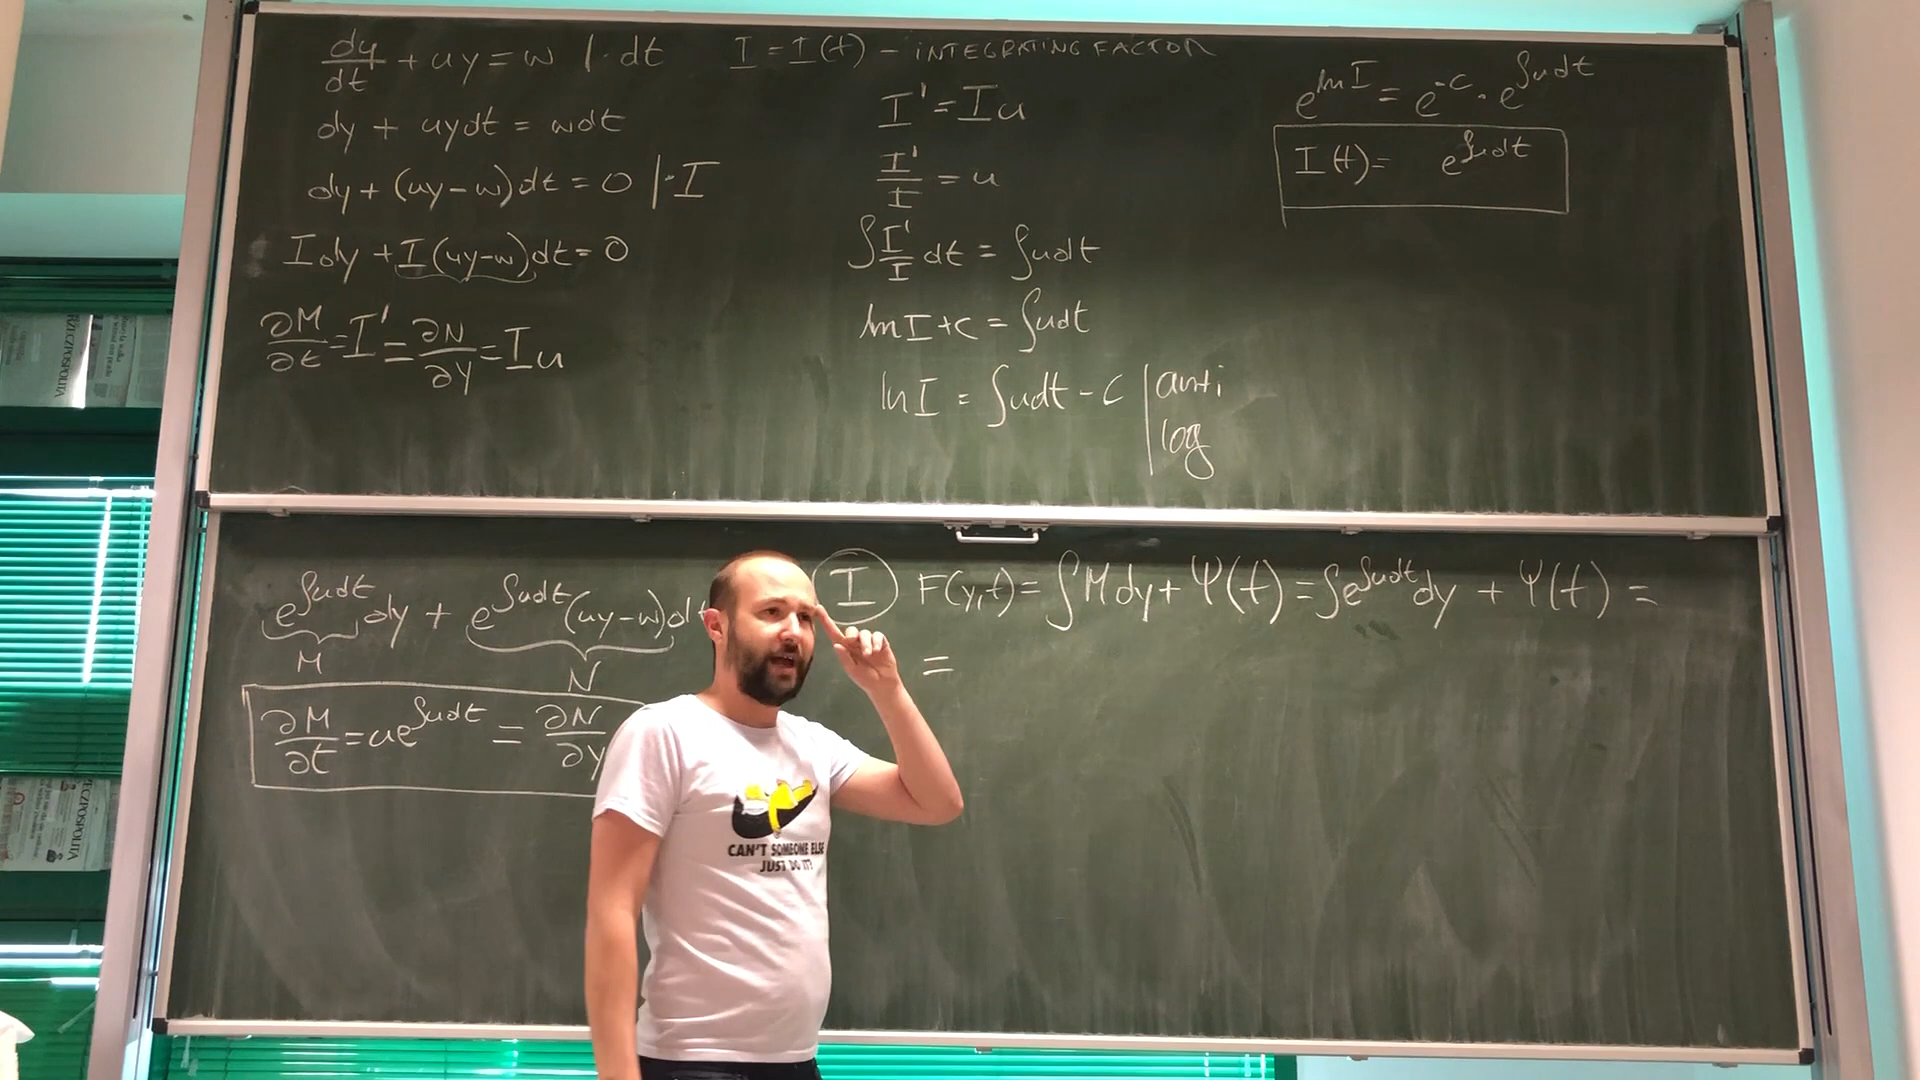 dy/dt + uy = w | · dt
dy + uydt = wdt
dy + (uy - w)dt = 0 | · I
Idy + I(uy-w)dt = 0
∂M/∂t = I' = ∂N/∂y = Iu
I = I(t) - INTEGRATING FACTOR
I' = Iu
I'/I = u
∫ I'/I dt = ∫udt
ln I + c = ∫udt
ln I = ∫udt - c | anti
log
e^{ln I} = e^{-c} · e^{∫udt}
I(t) = e^{∫udt}
e^{∫udt} dy + e^{∫udt}(uy-w)dt
M
N
∂M/∂t = ue^{∫udt} = ∂N/∂y
I F(y,t) = ∫Mdy + Ψ(t) = ∫e^{∫udt}dy + Ψ(t) =
=
CAN'T SOMEONE ELSE
JUST DO IT?
RZECZPOSPOLITA